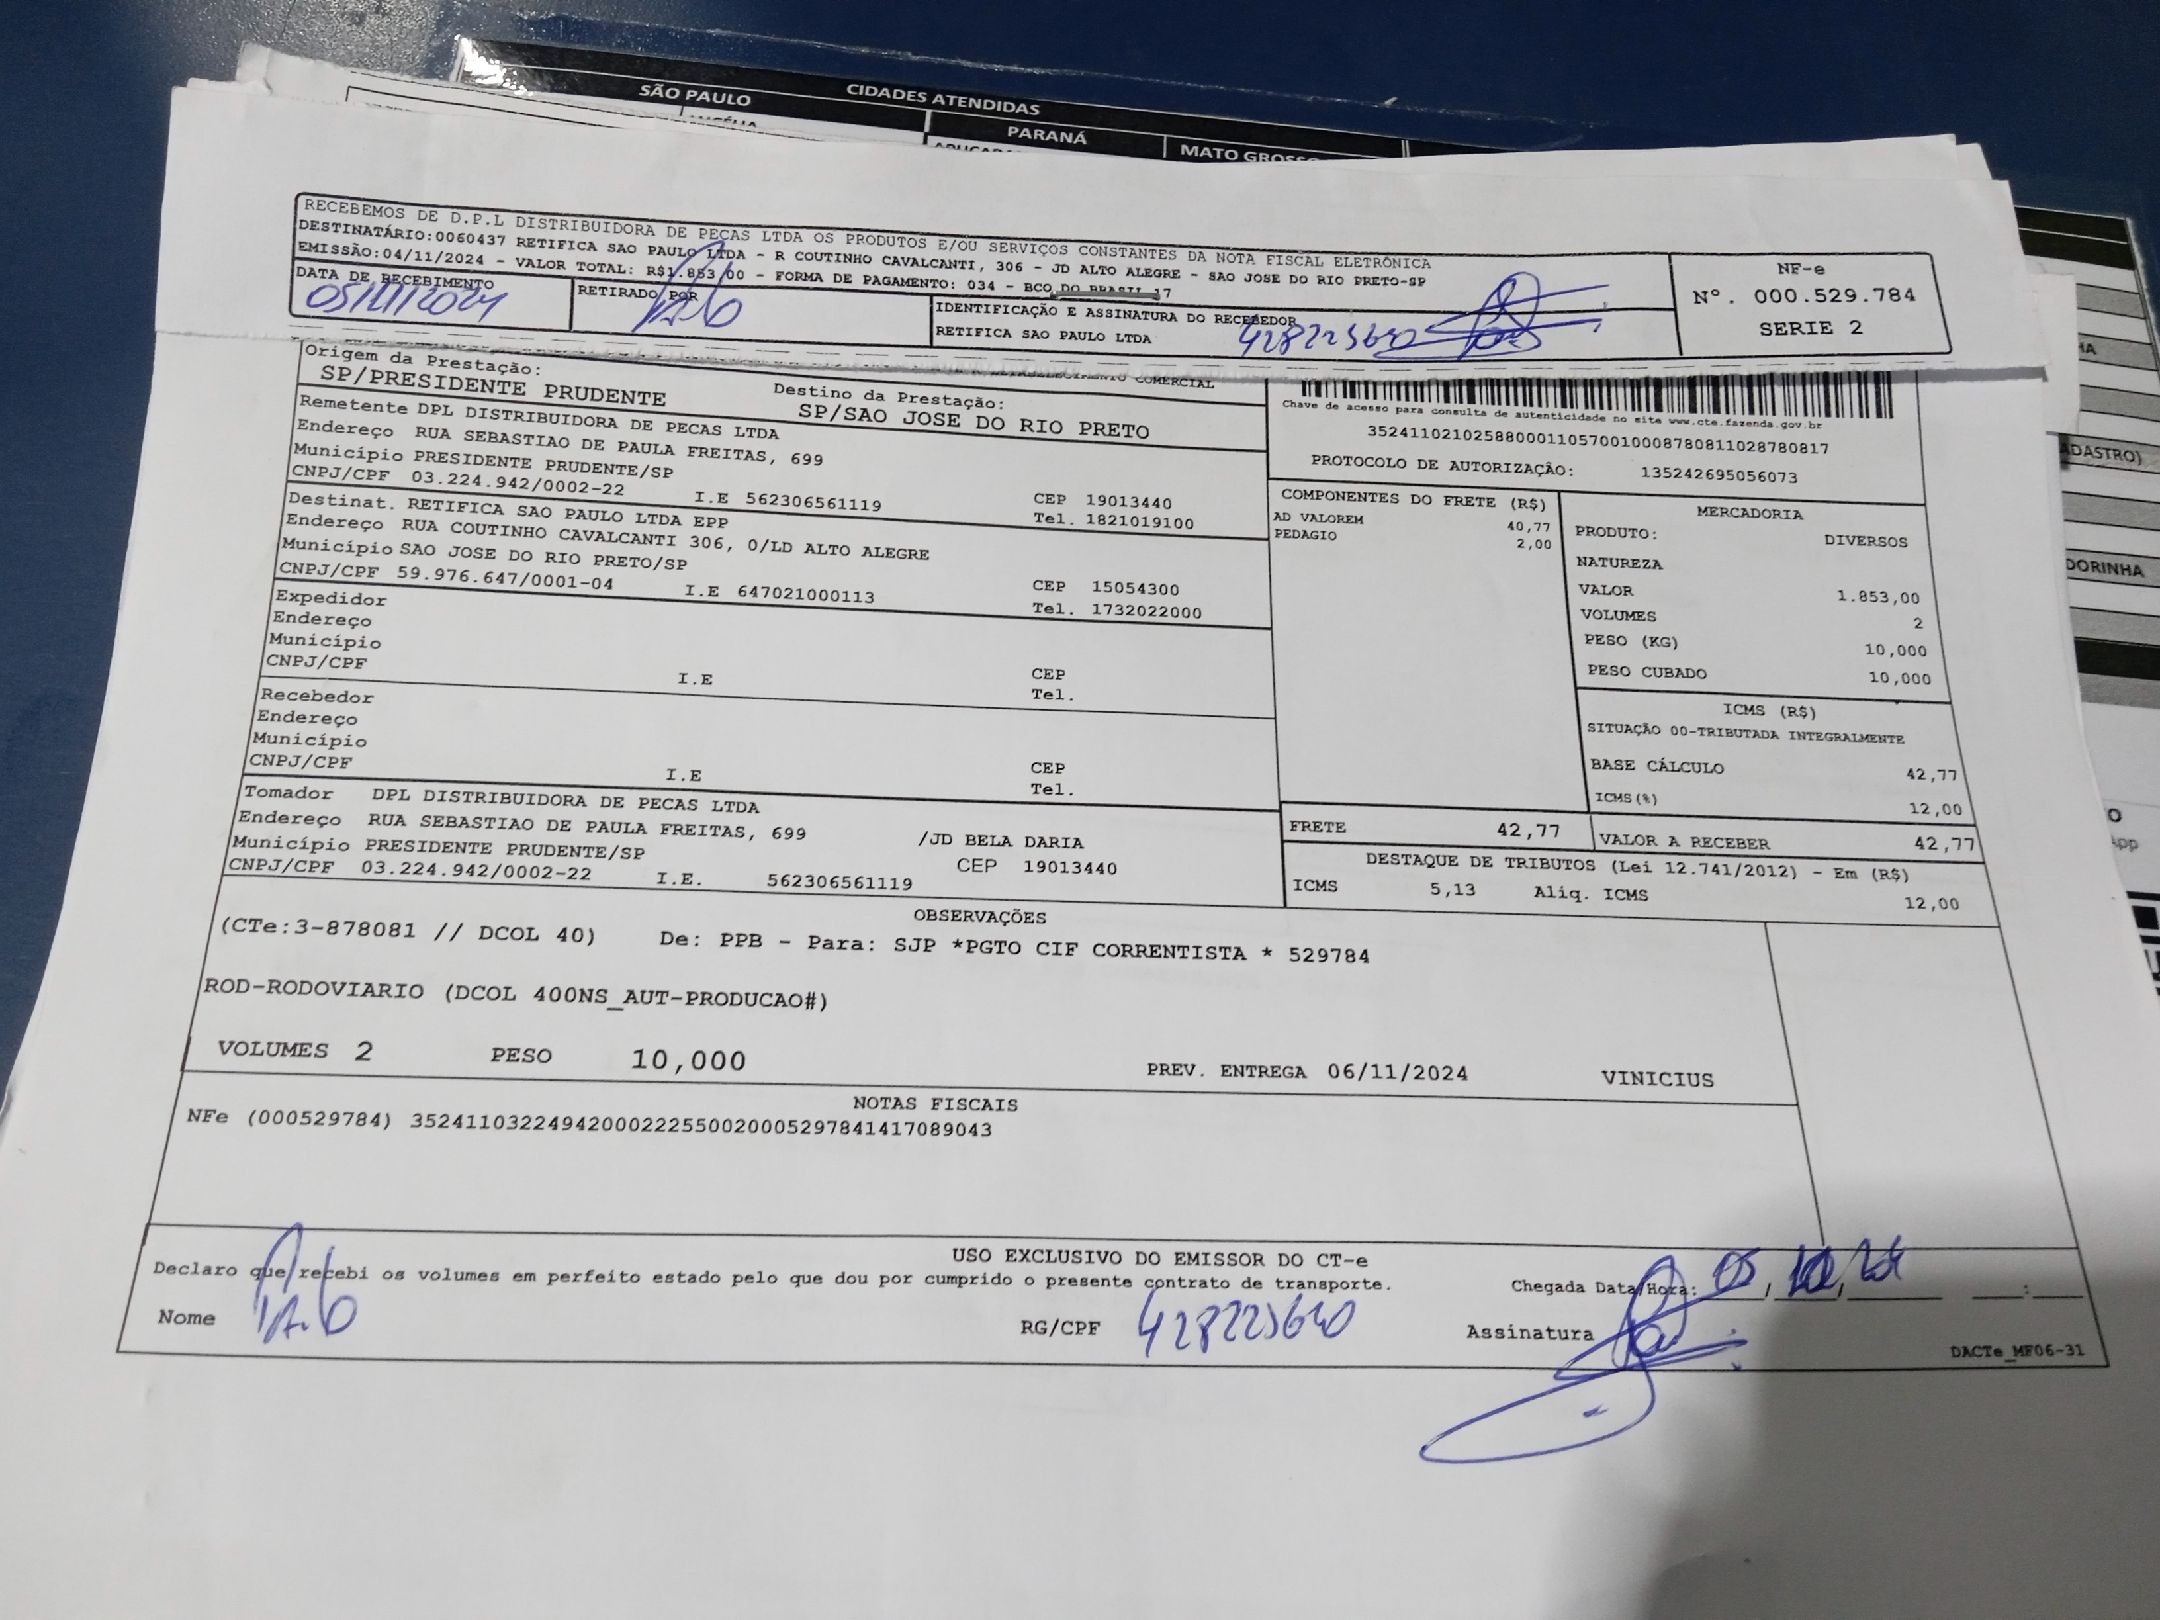 CIDADES ATENDIDAS
SÃO PAULO
PARANÁ
MATO GROSSO
RECEBEMOS DE D.P.L DISTRIBUIDORA DE PECAS LTDA OS PRODUTOS E/OU SERVIÇOS CONSTANTES DA NOTA FISCAL ELETRÔNICA
DESTINATÁRIO:0060437 RETIFICA SAO PAULO LTDA - R COUTINHO CAVALCANTI, 306 - JD ALTO ALEGRE - SAO JOSE DO RIO PRETO-SP
EMISSÃO:04/11/2024 - VALOR TOTAL: R$1.853,00 - FORMA DE PAGAMENTO: 034 - BCO DO BRASIL 17
DATA DE RECEBIMENTO
05/11/2024
RETIRADO POR
IDENTIFICAÇÃO E ASSINATURA DO RECEBEDOR
RETIFICA SAO PAULO LTDA
428225640
NF-e
Nº. 000.529.784
SERIE 2
COMERCIAL
Origem da Prestação:
SP/PRESIDENTE PRUDENTE
Destino da Prestação:
SP/SAO JOSE DO RIO PRETO
Chave de acesso para consulta de autenticidade no site www.cte.fazenda.gov.br
35241102102588000110570010008780811028780817
PROTOCOLO DE AUTORIZAÇÃO: 135242695056073
Remetente DPL DISTRIBUIDORA DE PECAS LTDA
Endereço RUA SEBASTIAO DE PAULA FREITAS, 699
Município PRESIDENTE PRUDENTE/SP
CNPJ/CPF 03.224.942/0002-22 I.E 562306561119
CEP 19013440
Tel. 1821019100
Destinat. RETIFICA SAO PAULO LTDA EPP
Endereço RUA COUTINHO CAVALCANTI 306, 0/LD ALTO ALEGRE
Município SAO JOSE DO RIO PRETO/SP
CNPJ/CPF 59.976.647/0001-04 I.E 647021000113
CEP 15054300
Tel. 1732022000
Expedidor
Endereço
Município
CNPJ/CPF I.E
CEP
Tel.
Recebedor
Endereço
Município
CNPJ/CPF I.E
CEP
Tel.
Tomador DPL DISTRIBUIDORA DE PECAS LTDA
Endereço RUA SEBASTIAO DE PAULA FREITAS, 699 /JD BELA DARIA
Município PRESIDENTE PRUDENTE/SP CEP 19013440
CNPJ/CPF 03.224.942/0002-22 I.E. 562306561119
COMPONENTES DO FRETE (R$)
AD VALOREM 40,77
PEDAGIO 2,00
MERCADORIA
PRODUTO: DIVERSOS
NATUREZA
VALOR 1.853,00
VOLUMES 2
PESO (KG) 10,000
PESO CUBADO 10,000
ICMS (R$)
SITUAÇÃO 00-TRIBUTADA INTEGRALMENTE
BASE CÁLCULO 42,77
ICMS(%) 12,00
FRETE 42,77 VALOR A RECEBER 42,77
DESTAQUE DE TRIBUTOS (Lei 12.741/2012) - Em (R$)
ICMS 5,13 Aliq. ICMS 12,00
OBSERVAÇÕES
(CTe:3-878081 // DCOL 40) De: PPB - Para: SJP *PGTO CIF CORRENTISTA * 529784
ROD-RODOVIARIO (DCOL 400NS_AUT-PRODUCAO#)
VOLUMES 2 PESO 10,000 PREV. ENTREGA 06/11/2024 VINICIUS
NOTAS FISCAIS
NFe (000529784) 35241103224942000222550020005297841417089043
USO EXCLUSIVO DO EMISSOR DO CT-e
Declaro que recebi os volumes em perfeito estado pelo que dou por cumprido o presente contrato de transporte.
Chegada Data/Hora: 05
Nome
RG/CPF 428225640
Assinatura
DACTe_MF06-31